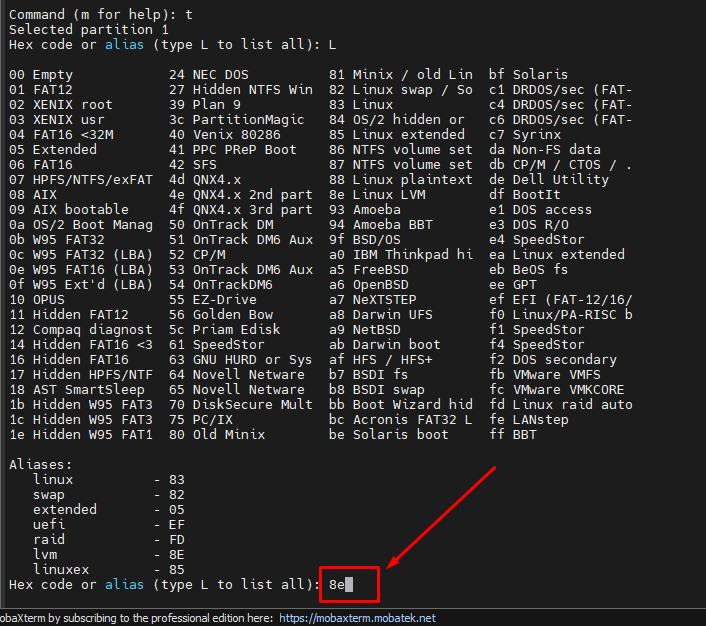 Command (m for help): t
Selected partition 1
Hex code or alias (type L to list all): L
00 Empty 24 NEC DOS 81 Minix / old Lin bf Solaris
01 FAT12 27 Hidden NTFS Win 82 Linux swap / So c1 DRDOS/sec (FAT-
02 XENIX root 39 Plan 9 83 Linux c4 DRDOS/sec (FAT-
03 XENIX usr 3c PartitionMagic 84 OS/2 hidden or c6 DRDOS/sec (FAT-
04 FAT16 <32M 40 Venix 80286 85 Linux extended c7 Syrinx
05 Extended 41 PPC PReP Boot 86 NTFS volume set da Non-FS data
06 FAT16 42 SFS 87 NTFS volume set db CP/M / CTOS / .
07 HPFS/NTFS/exFAT 4d QNX4.x 88 Linux plaintext de Dell Utility
08 AIX 4e QNX4.x 2nd part 8e Linux LVM df BootIt
09 AIX bootable 4f QNX4.x 3rd part 93 Amoeba e1 DOS access
0a OS/2 Boot Manag 50 OnTrack DM 94 Amoeba BBT e3 DOS R/O
0b W95 FAT32 51 OnTrack DM6 Aux 9f BSD/OS e4 SpeedStor
0c W95 FAT32 (LBA) 52 CP/M a0 IBM Thinkpad hi ea Linux extended
0e W95 FAT16 (LBA) 53 OnTrack DM6 Aux a5 FreeBSD eb BeOS fs
0f W95 Ext'd (LBA) 54 OnTrackDM6 a6 OpenBSD ee GPT
10 OPUS 55 EZ-Drive a7 NeXTSTEP ef EFI (FAT-12/16/
11 Hidden FAT12 56 Golden Bow a8 Darwin UFS f0 Linux/PA-RISC b
12 Compaq diagnost 5c Priam Edisk a9 NetBSD f1 SpeedStor
14 Hidden FAT16 <3 61 SpeedStor ab Darwin boot f4 SpeedStor
16 Hidden FAT16 63 GNU HURD or Sys af HFS / HFS+ f2 DOS secondary
17 Hidden HPFS/NTF 64 Novell Netware b7 BSDI fs fb VMware VMFS
18 AST SmartSleep 65 Novell Netware b8 BSDI swap fc VMware VMKCORE
1b Hidden W95 FAT3 70 DiskSecure Mult bb Boot Wizard hid fd Linux raid auto
1c Hidden W95 FAT3 75 PC/IX bc Acronis FAT32 L fe LANstep
1e Hidden W95 FAT1 80 Old Minix be Solaris boot ff BBT
Aliases:
linux - 83
swap - 82
extended - 05
uefi - EF
raid - FD
lvm - 8E
linuxex - 85
Hex code or alias (type L to list all): 8e
obaXterm by subscribing to the professional edition here: https://mobaxterm.mobatek.net